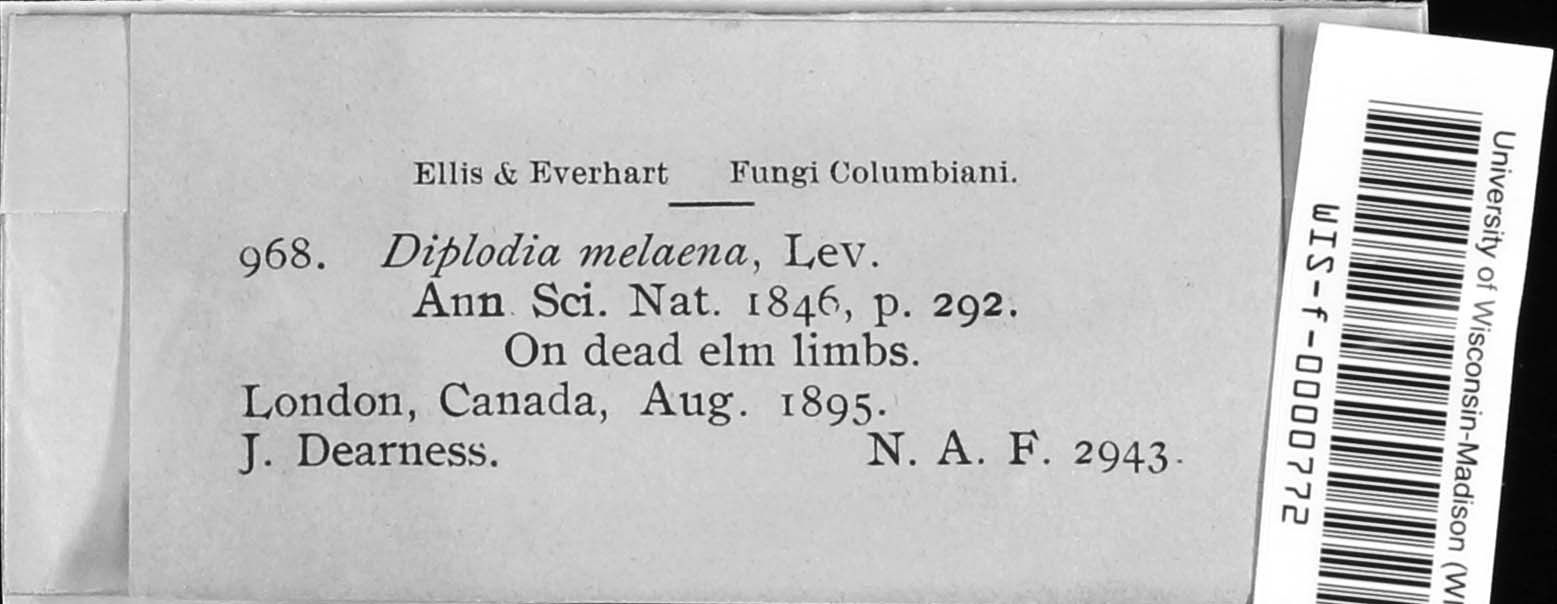 Ellis & Everhart Fungi Columbiani.
968. Diplodia melaena, Lev.
Ann. Sci. Nat. 1846, p. 292.
On dead elm limbs.
London, Canada, Aug. 1895.
J. Dearness. N. A. F. 2943.
University of Wisconsin-Madison (WI
WIS-f-0000772